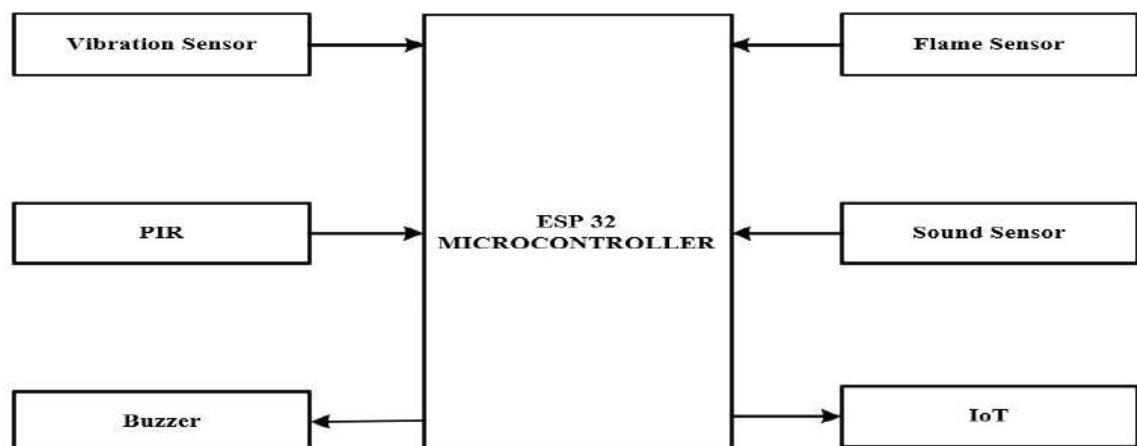 Vibration Sensor
Flame Sensor
PIR
ESP 32
MICROCONTROLLER
Sound Sensor
Buzzer
IoT